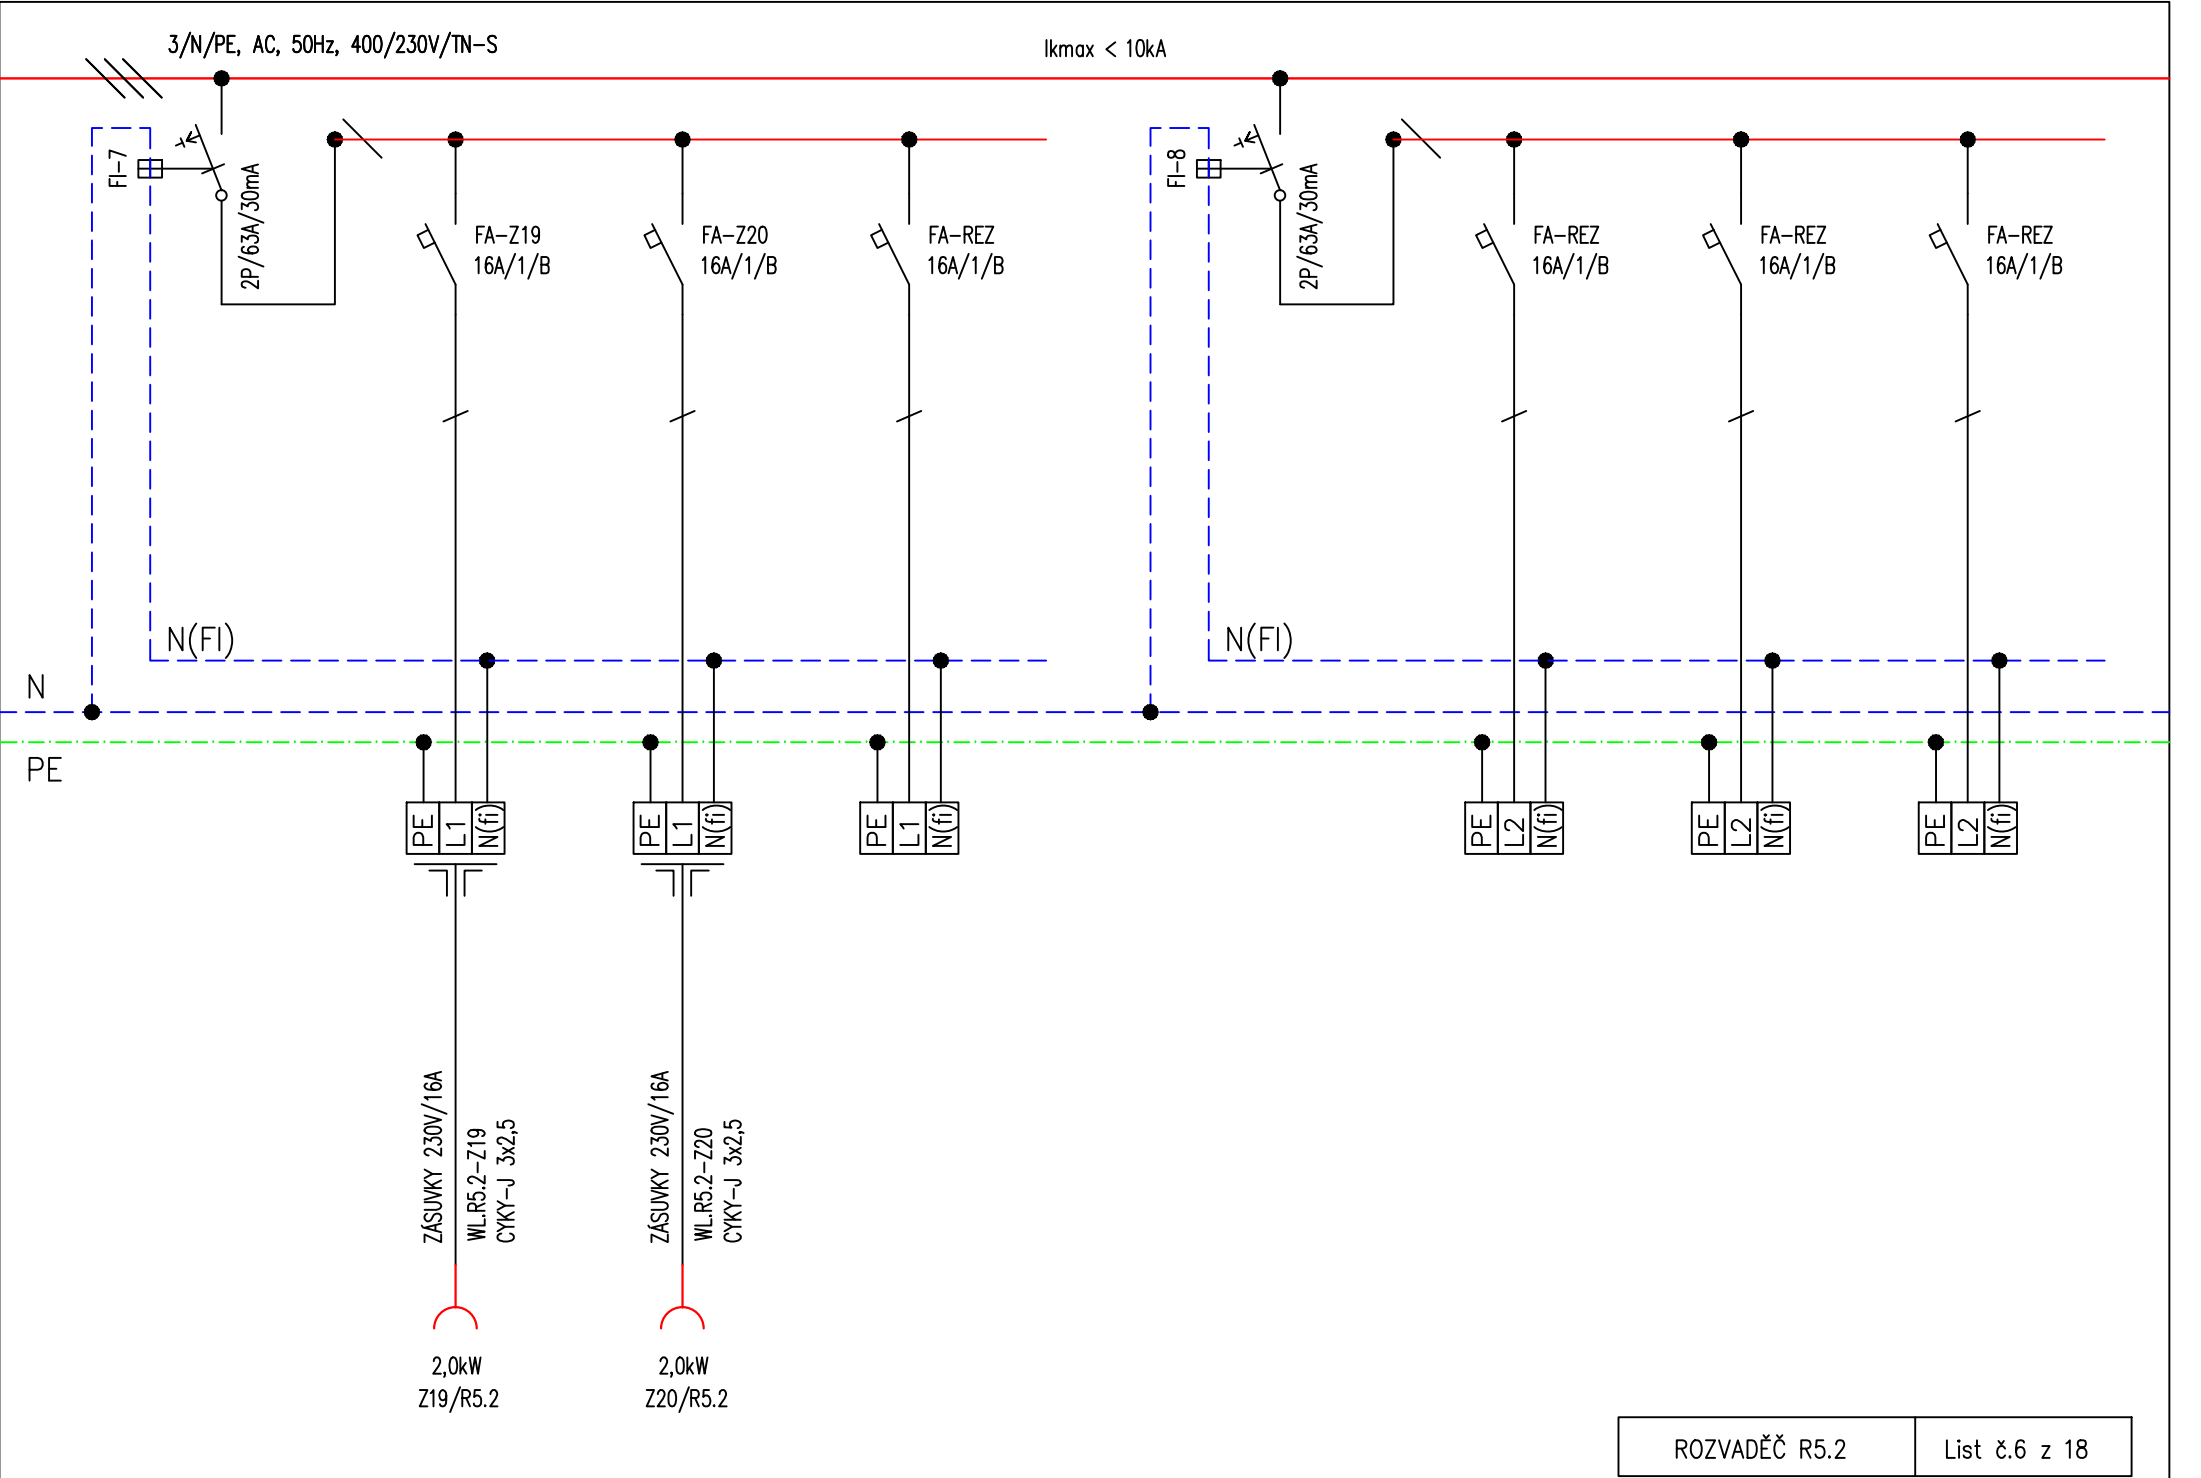 3/N/PE, AC, 50Hz, 400/230V/TN-S
Ikmax < 10kA
FI-7
2P/63A/30mA
FA-Z19
16A/1/B
FA-Z20
16A/1/B
FA-REZ
16A/1/B
FI-8
2P/63A/30mA
FA-REZ
16A/1/B
FA-REZ
16A/1/B
FA-REZ
16A/1/B
N(FI)
N(FI)
N
PE
PE L1 N(fi)
PE L1 N(fi)
PE L1 N(fi)
PE L2 N(fi)
PE L2 N(fi)
PE L2 N(fi)
ZÁSUVKY 230V/16A
WL.R5.2-Z19
CYKY-J 3x2,5
ZÁSUVKY 230V/16A
WL.R5.2-Z20
CYKY-J 3x2,5
2,0kW
Z19/R5.2
2,0kW
Z20/R5.2
ROZVADĚČ R5.2
List č.6 z 18